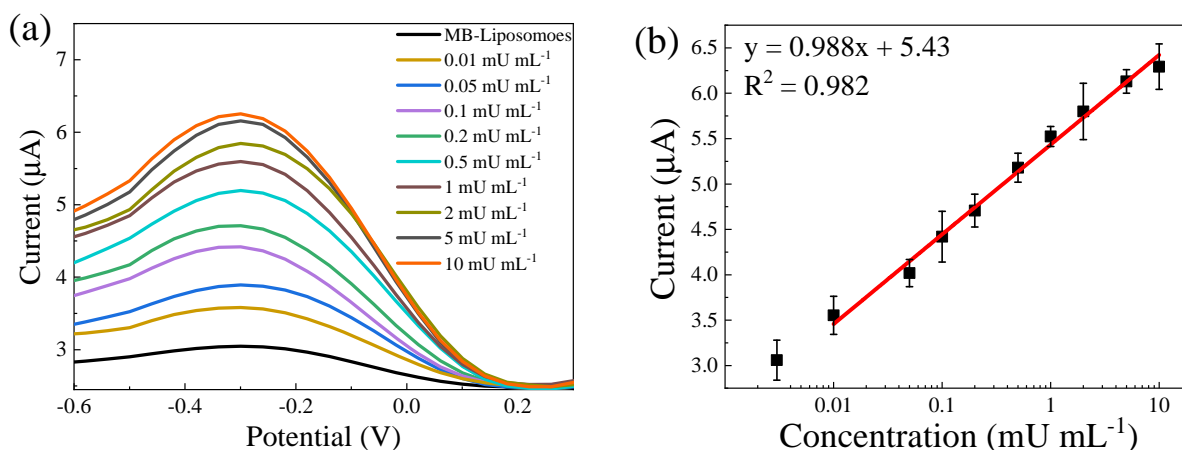 (a)
Current (µA)
7
6
5
4
3
-0.6
-0.4
-0.2
0.0
0.2
Potential (V)
MB-Liposomoes
0.01 mU mL⁻¹
0.05 mU mL⁻¹
0.1 mU mL⁻¹
0.2 mU mL⁻¹
0.5 mU mL⁻¹
1 mU mL⁻¹
2 mU mL⁻¹
5 mU mL⁻¹
10 mU mL⁻¹
(b)
y = 0.988x + 5.43
R² = 0.982
Current (µA)
6.5
6.0
5.5
5.0
4.5
4.0
3.5
3.0
0.01
0.1
1
10
Concentration (mU mL⁻¹)